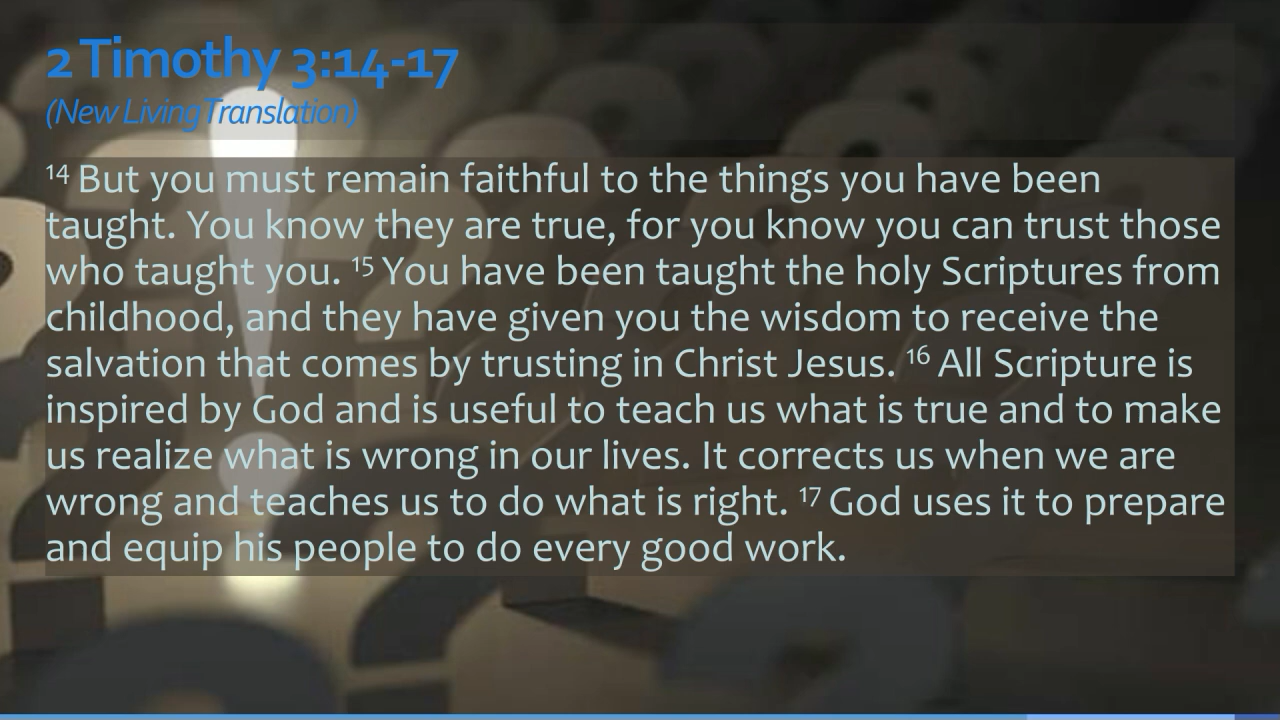 2 Timothy 3:14-17
(New Living Translation)
14 But you must remain faithful to the things you have been
taught. You know they are true, for you know you can trust those
who taught you. 15 You have been taught the holy Scriptures from
childhood, and they have given you the wisdom to receive the
salvation that comes by trusting in Christ Jesus. 16 All Scripture is
inspired by God and is useful to teach us what is true and to make
us realize what is wrong in our lives. It corrects us when we are
wrong and teaches us to do what is right. 17 God uses it to prepare
and equip his people to do every good work.